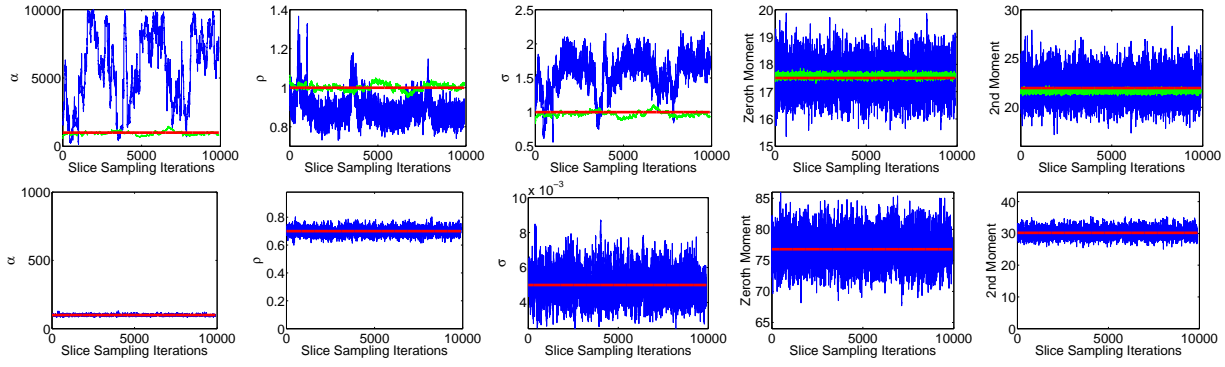 10000
5000
0
α
0 5000 10000
Slice Sampling Iterations
1.2
1
0.8
ρ
0 5000 10000
Slice Sampling Iterations
2.5
2
1.5
1
0.5
σ
0 5000 10000
Slice Sampling Iterations
20
19
18
17
16
15
Zeroth Moment
0 5000 10000
Slice Sampling Iterations
25
20
2nd Moment
0 5000 10000
Slice Sampling Iterations
1000
500
0
α
0 5000 10000
Slice Sampling Iterations
0.8
0.6
0.4
0.2
0
ρ
0 5000 10000
Slice Sampling Iterations
x 10⁻³
10
8
6
4
σ
0 5000 10000
Slice Sampling Iterations
85
80
75
70
65
Zeroth Moment
0 5000 10000
Slice Sampling Iterations
40
30
20
10
0
2nd Moment
0 5000 10000
Slice Sampling Iterations